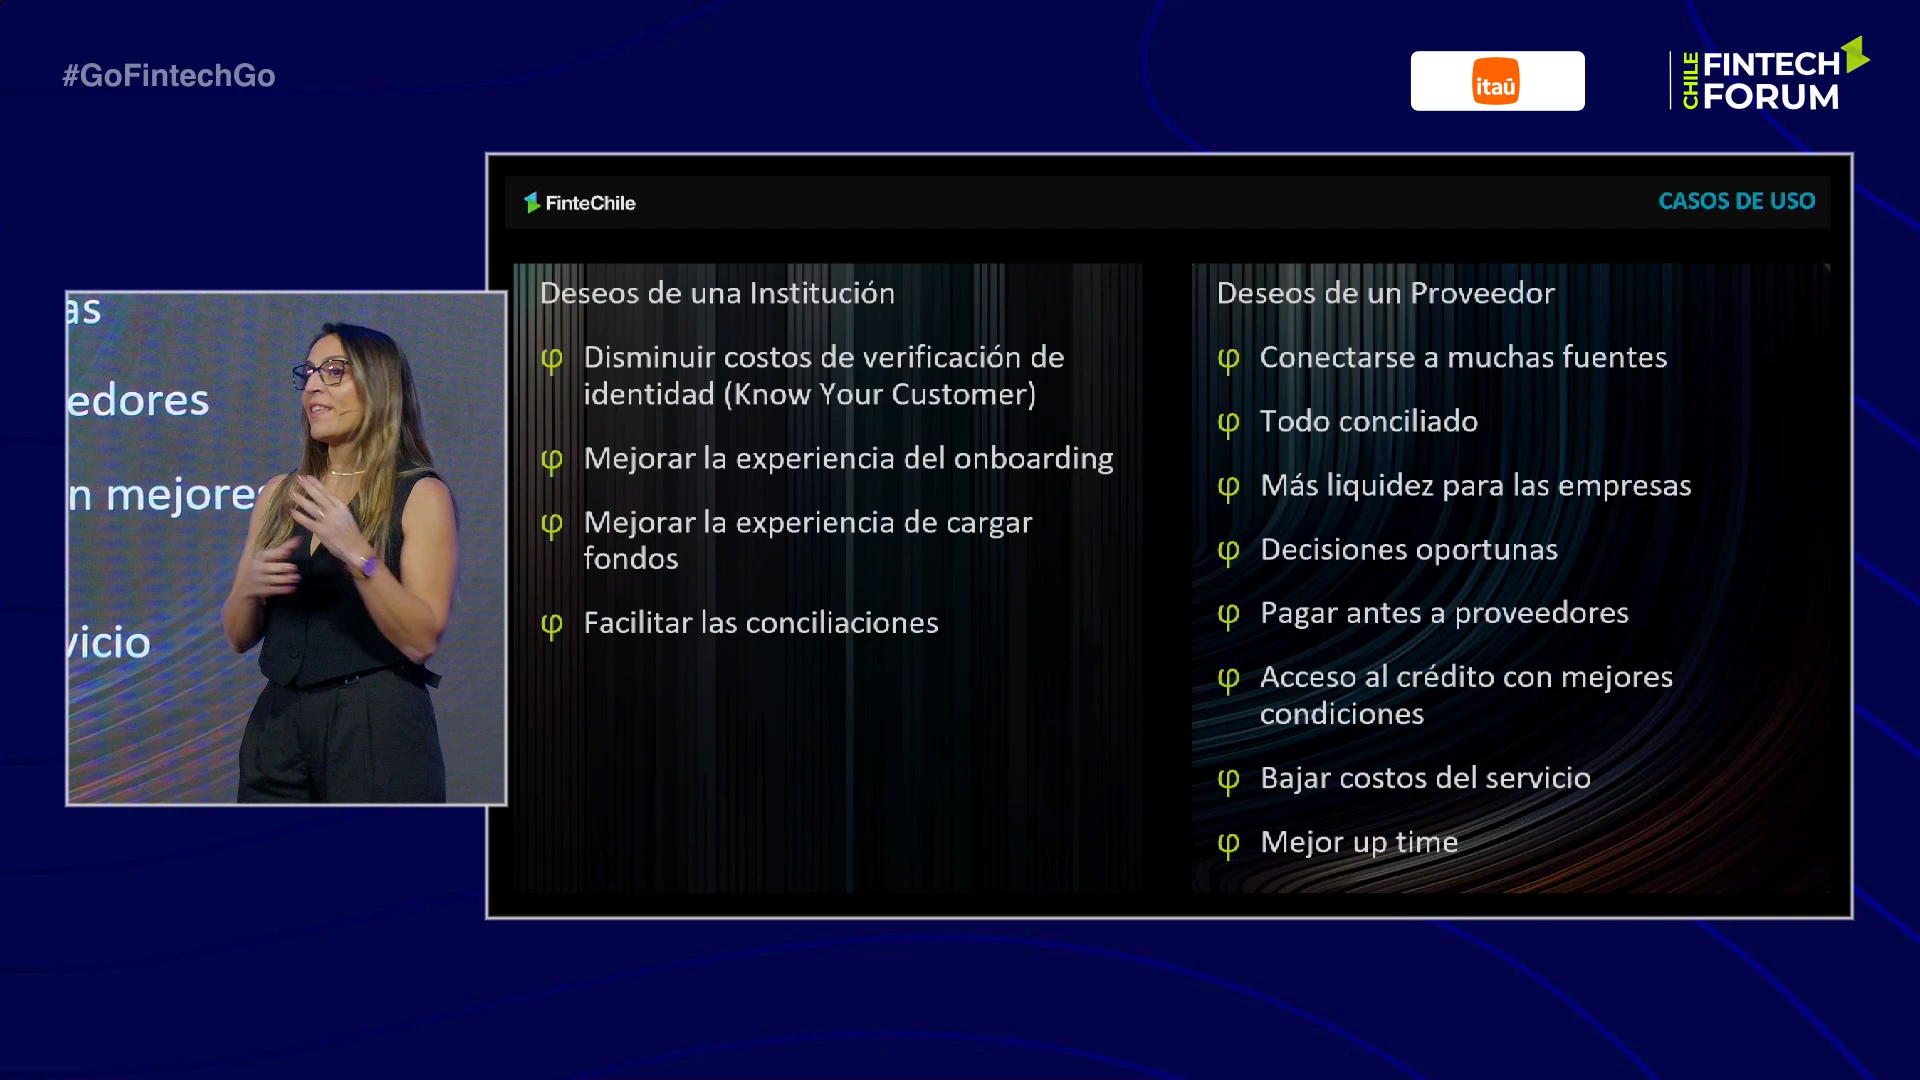 #GoFintechGo
itaú
CHILE
FINTECH
FORUM
FinteChile
CASOS DE USO
as
edores
n mejores
vicio
Deseos de una Institución
φ Disminuir costos de verificación de
identidad (Know Your Customer)
φ Mejorar la experiencia del onboarding
φ Mejorar la experiencia de cargar
fondos
φ Facilitar las conciliaciones
Deseos de un Proveedor
φ Conectarse a muchas fuentes
φ Todo conciliado
φ Más liquidez para las empresas
φ Decisiones oportunas
φ Pagar antes a proveedores
φ Acceso al crédito con mejores
condiciones
φ Bajar costos del servicio
φ Mejor up time